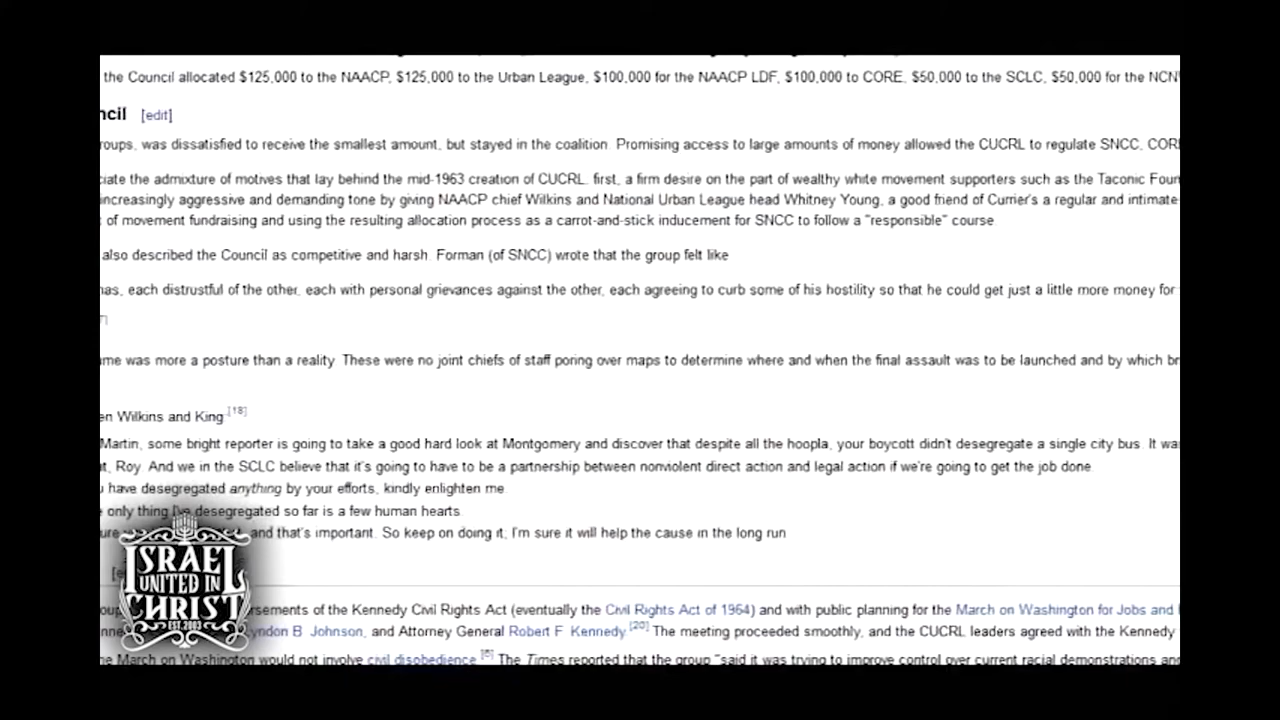 the Council allocated $125,000 to the NAACP, $125,000 to the Urban League, $100,000 for the NAACP LDF, $100,000 to CORE, $50,000 to the SCLC, $50,000 for the NCNW
ncil [edit]
roups, was dissatisfied to receive the smallest amount, but stayed in the coalition. Promising access to large amounts of money allowed the CUCRL to regulate SNCC, CORE
ciate the admixture of motives that lay behind the mid-1963 creation of CUCRL. first, a firm desire on the part of wealthy white movement supporters such as the Taconic Foun
increasingly aggressive and demanding tone by giving NAACP chief Wilkins and National Urban League head Whitney Young, a good friend of Currier's a regular and intimate
of movement fundraising and using the resulting allocation process as a carrot-and-stick inducement for SNCC to follow a "responsible" course
also described the Council as competitive and harsh. Forman (of SNCC) wrote that the group felt like
nas, each distrustful of the other, each with personal grievances against the other, each agreeing to curb some of his hostility so that he could get just a little more money for
me was more a posture than a reality. These were no joint chiefs of staff poring over maps to determine where and when the final assault was to be launched and by which br
en Wilkins and King:[18]
Martin, some bright reporter is going to take a good hard look at Montgomery and discover that despite all the hoopla, your boycott didn't desegregate a single city bus. It was
t, Roy. And we in the SCLC believe that it's going to have to be a partnership between nonviolent direct action and legal action if we're going to get the job done.
u have desegregated anything by your efforts, kindly enlighten me.
only thing I've desegregated so far is a few human hearts.
ure and that's important. So keep on doing it; I'm sure it will help the cause in the long run
ISRAEL
UNITED IN
CHRIST
EST. 2003
rsements of the Kennedy Civil Rights Act (eventually the Civil Rights Act of 1964) and with public planning for the March on Washington for Jobs and
yndon B. Johnson, and Attorney General Robert F. Kennedy.[20] The meeting proceeded smoothly, and the CUCRL leaders agreed with the Kennedy
e March on Washington would not involve civil disobedience.[6] The Times reported that the group "said it was trying to improve control over current racial demonstrations and